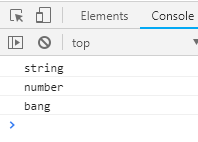 Elements Console
top
string
number
bang